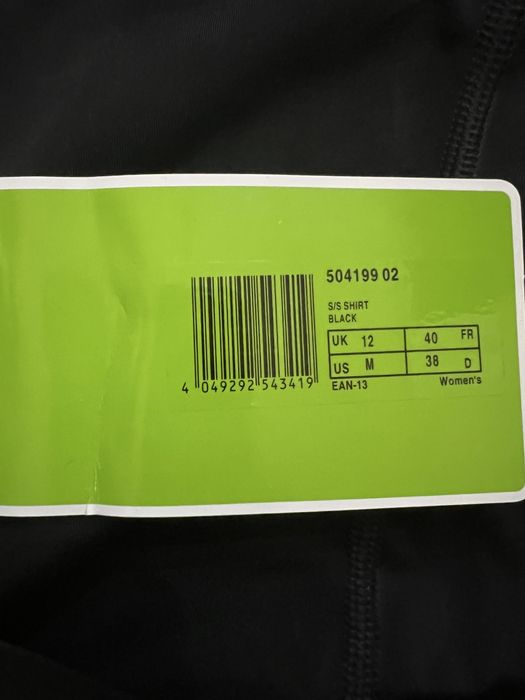 504199 02
S/S SHIRT
BLACK
UK 12 40 FR
US M 38 D
EAN-13 Women's
4 049292 543419